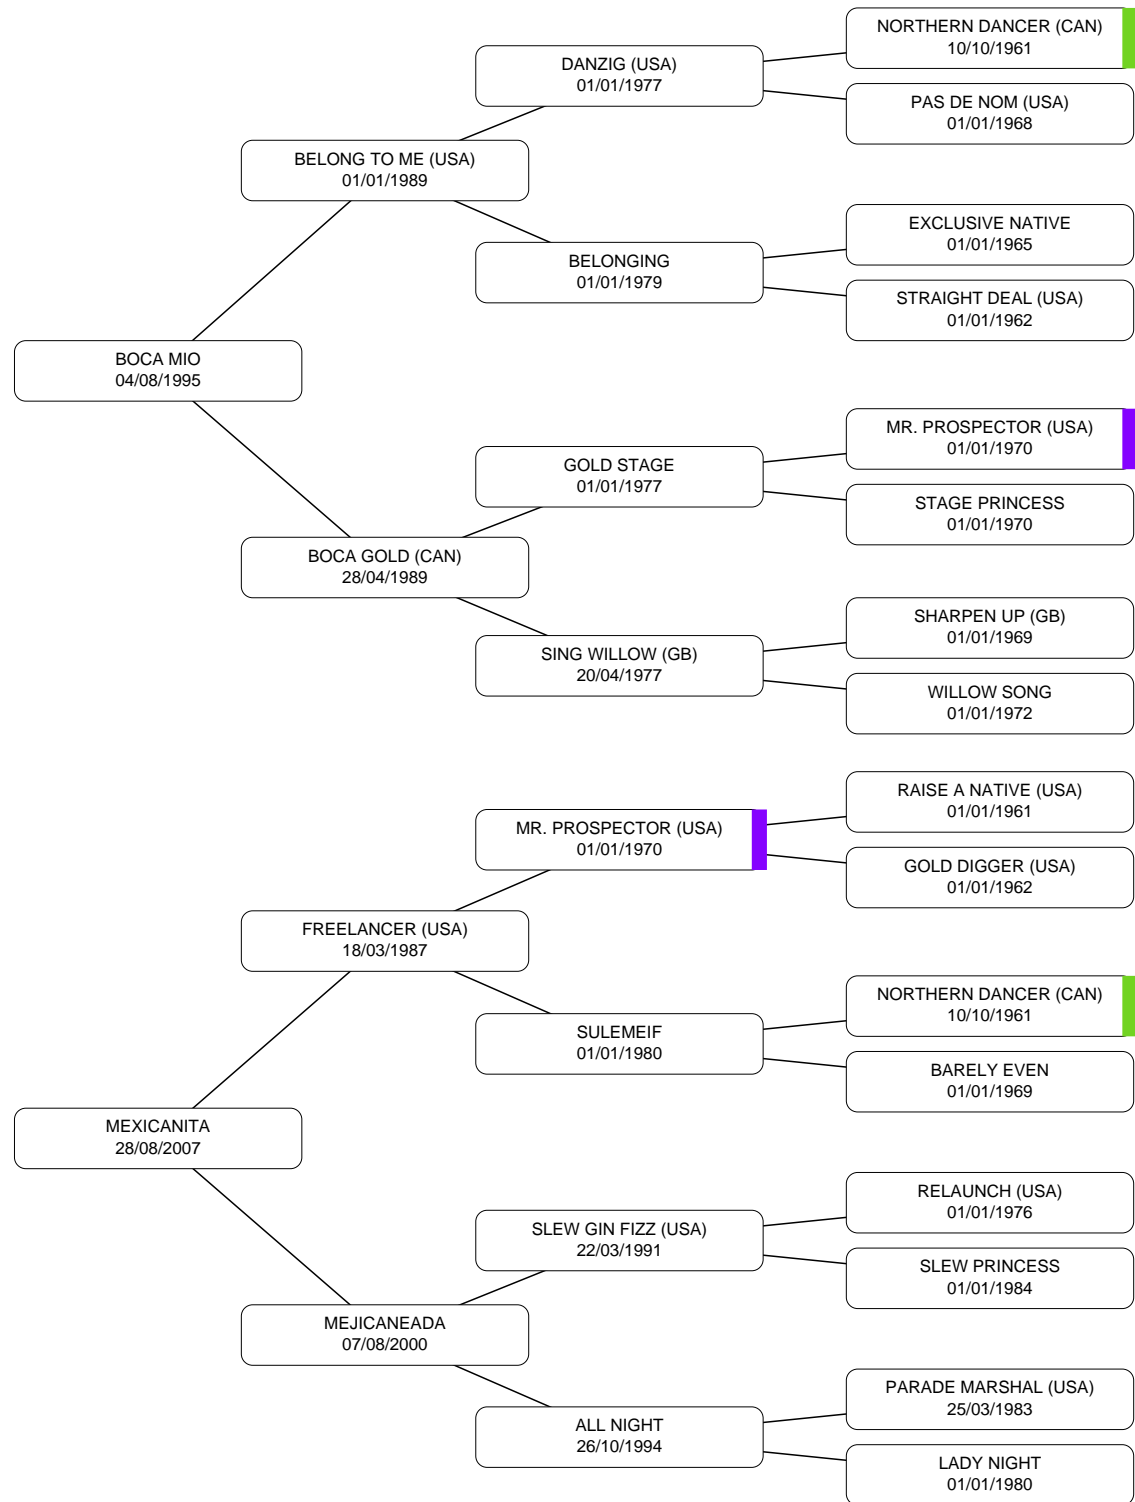 NORTHERN DANCER (CAN)
10/10/1961
DANZIG (USA)
01/01/1977
PAS DE NOM (USA)
01/01/1968
BELONG TO ME (USA)
01/01/1989
EXCLUSIVE NATIVE
01/01/1965
BELONGING
01/01/1979
STRAIGHT DEAL (USA)
01/01/1962
BOCA MIO
04/08/1995
MR. PROSPECTOR (USA)
01/01/1970
GOLD STAGE
01/01/1977
STAGE PRINCESS
01/01/1970
BOCA GOLD (CAN)
28/04/1989
SHARPEN UP (GB)
01/01/1969
SING WILLOW (GB)
20/04/1977
WILLOW SONG
01/01/1972
RAISE A NATIVE (USA)
01/01/1961
MR. PROSPECTOR (USA)
01/01/1970
GOLD DIGGER (USA)
01/01/1962
FREELANCER (USA)
18/03/1987
NORTHERN DANCER (CAN)
10/10/1961
SULEMEIF
01/01/1980
BARELY EVEN
01/01/1969
MEXICANITA
28/08/2007
RELAUNCH (USA)
01/01/1976
SLEW GIN FIZZ (USA)
22/03/1991
SLEW PRINCESS
01/01/1984
MEJICANEADA
07/08/2000
PARADE MARSHAL (USA)
25/03/1983
ALL NIGHT
26/10/1994
LADY NIGHT
01/01/1980